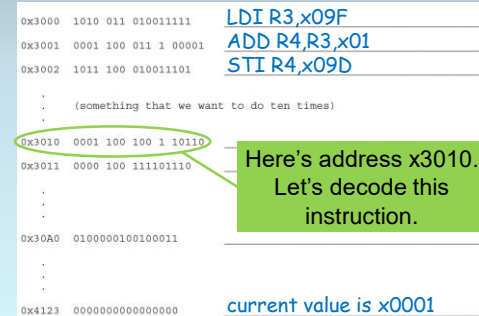 0x3000 1010 011 010011111 LDI R3,x09F
0x3001 0001 100 011 1 00001 ADD R4,R3,x01
0x3002 1011 100 010011101 STI R4,x09D
.
. (something that we want to do ten times)
.
0x3010 0001 100 100 1 10110
0x3011 0000 100 111101110
Here's address x3010.
Let's decode this
instruction.
.
.
.
0x30A0 0100000100100011
.
.
.
0x4123 0000000000000000 current value is x0001